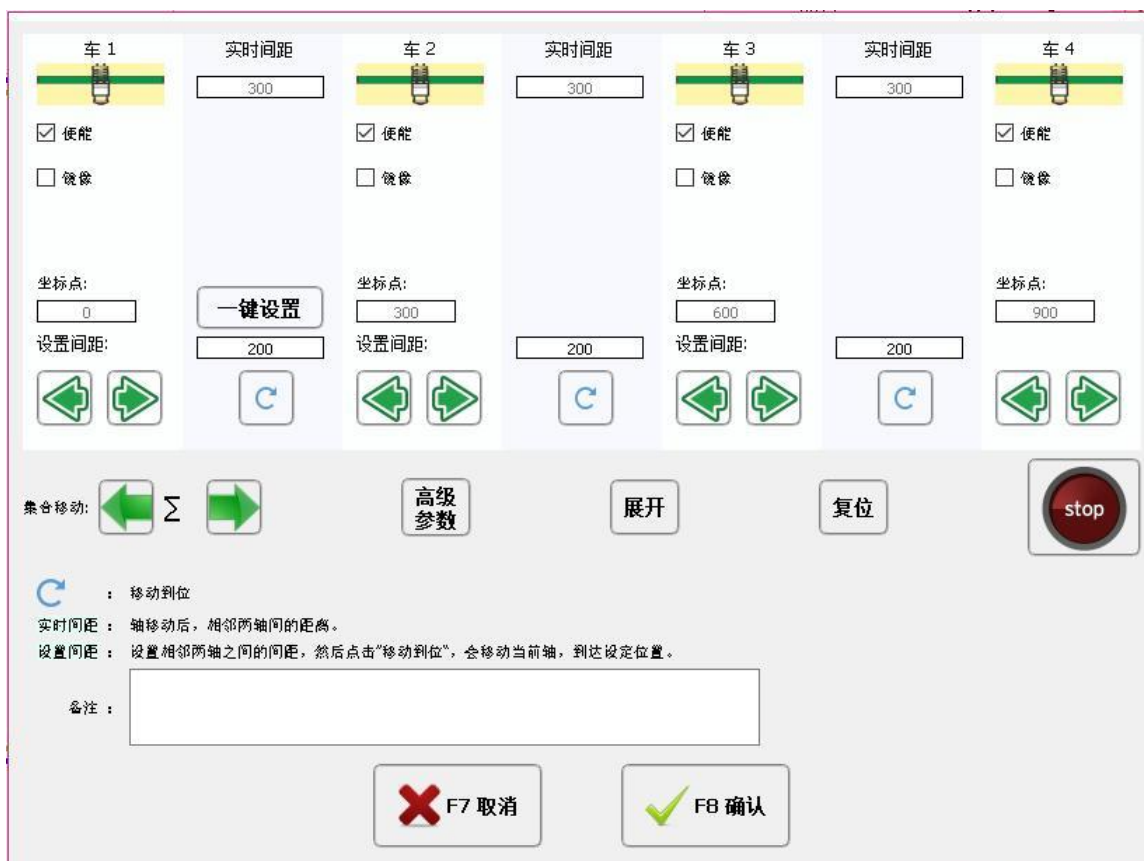 车 1 实时间距 车 2 实时间距 车 3 实时间距 车 4
300 300 300
使能 使能 使能 使能
镜像 镜像 镜像 镜像
坐标点: 坐标点: 坐标点: 坐标点:
0 一键设置 300 600 900
设置间距: 200 设置间距: 200 设置间距: 200
集合移动: Σ 高级参数 展开 复位 stop
： 移动到位
实时间距 ： 轴移动后，相邻两轴间的距离。
设置间距 ： 设置相邻两轴之间的间距，然后点击"移动到位"，会移动当前轴，到达设定位置。
备注 ：
F7 取消 F8 确认